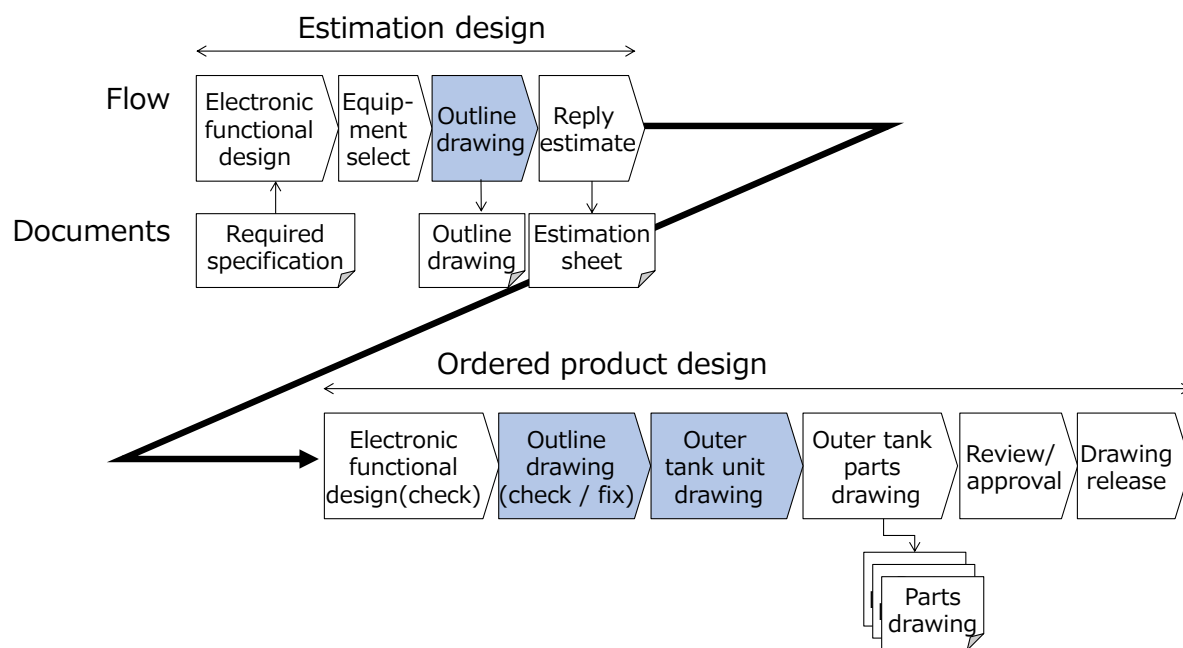 Estimation design
Flow
Electronic
functional
design
Equip-
ment
select
Outline
drawing
Reply
estimate
Documents
Required
specification
Outline
drawing
Estimation
sheet
Ordered product design
Electronic
functional
design(check)
Outline
drawing
(check / fix)
Outer
tank unit
drawing
Outer tank
parts
drawing
Review/
approval
Drawing
release
Parts
drawing